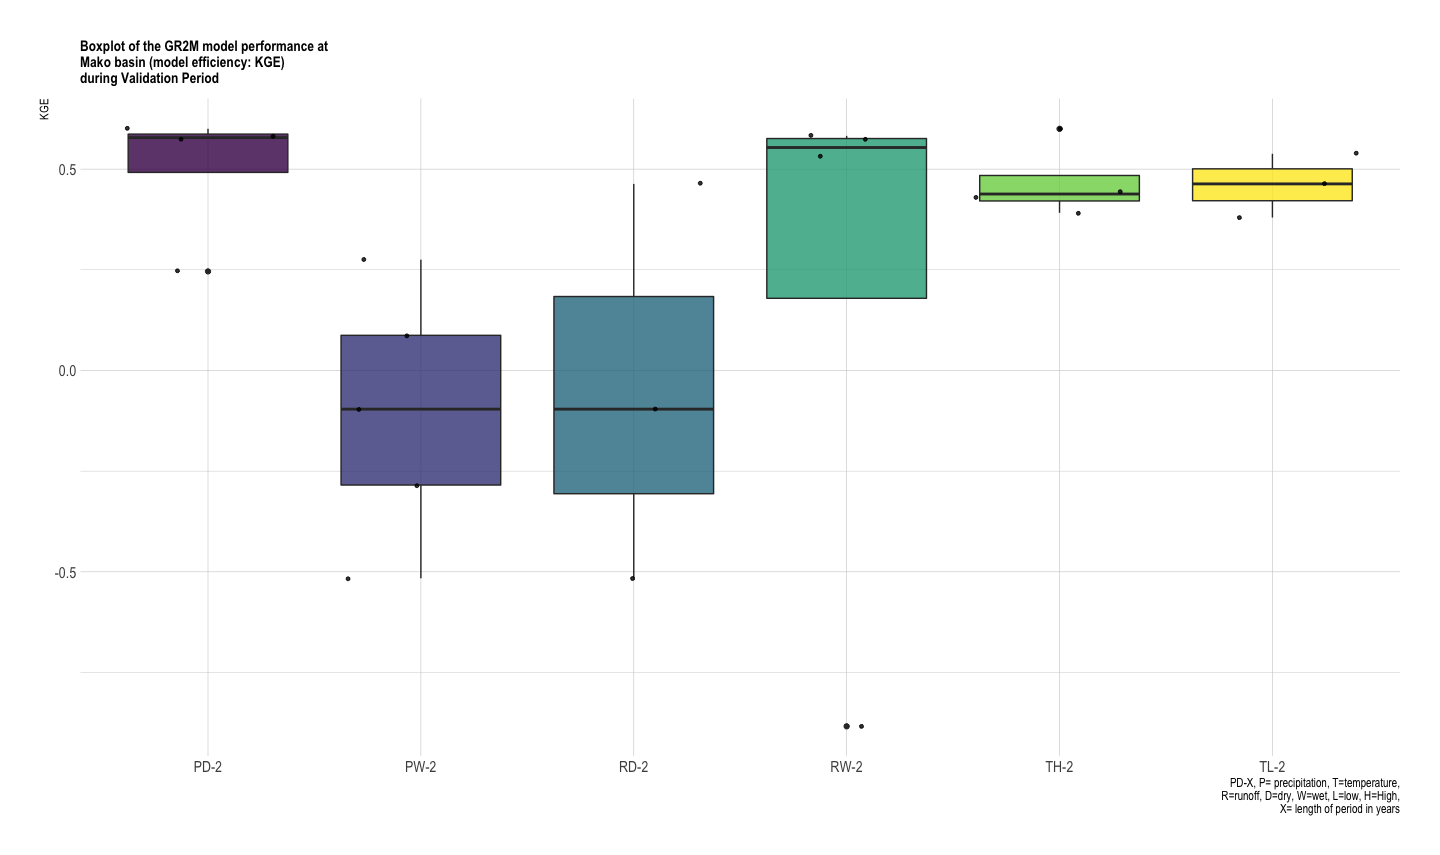 Boxplot of the GR2M model performance at
Mako basin (model efficiency: KGE)
during Validation Period
KGE
0.5
0.0
-0.5
PD-2 PW-2 RD-2 RW-2 TH-2 TL-2
PD-X, P= precipitation, T=temperature,
R=runoff, D=dry, W=wet, L=low, H=High,
X= length of period in years